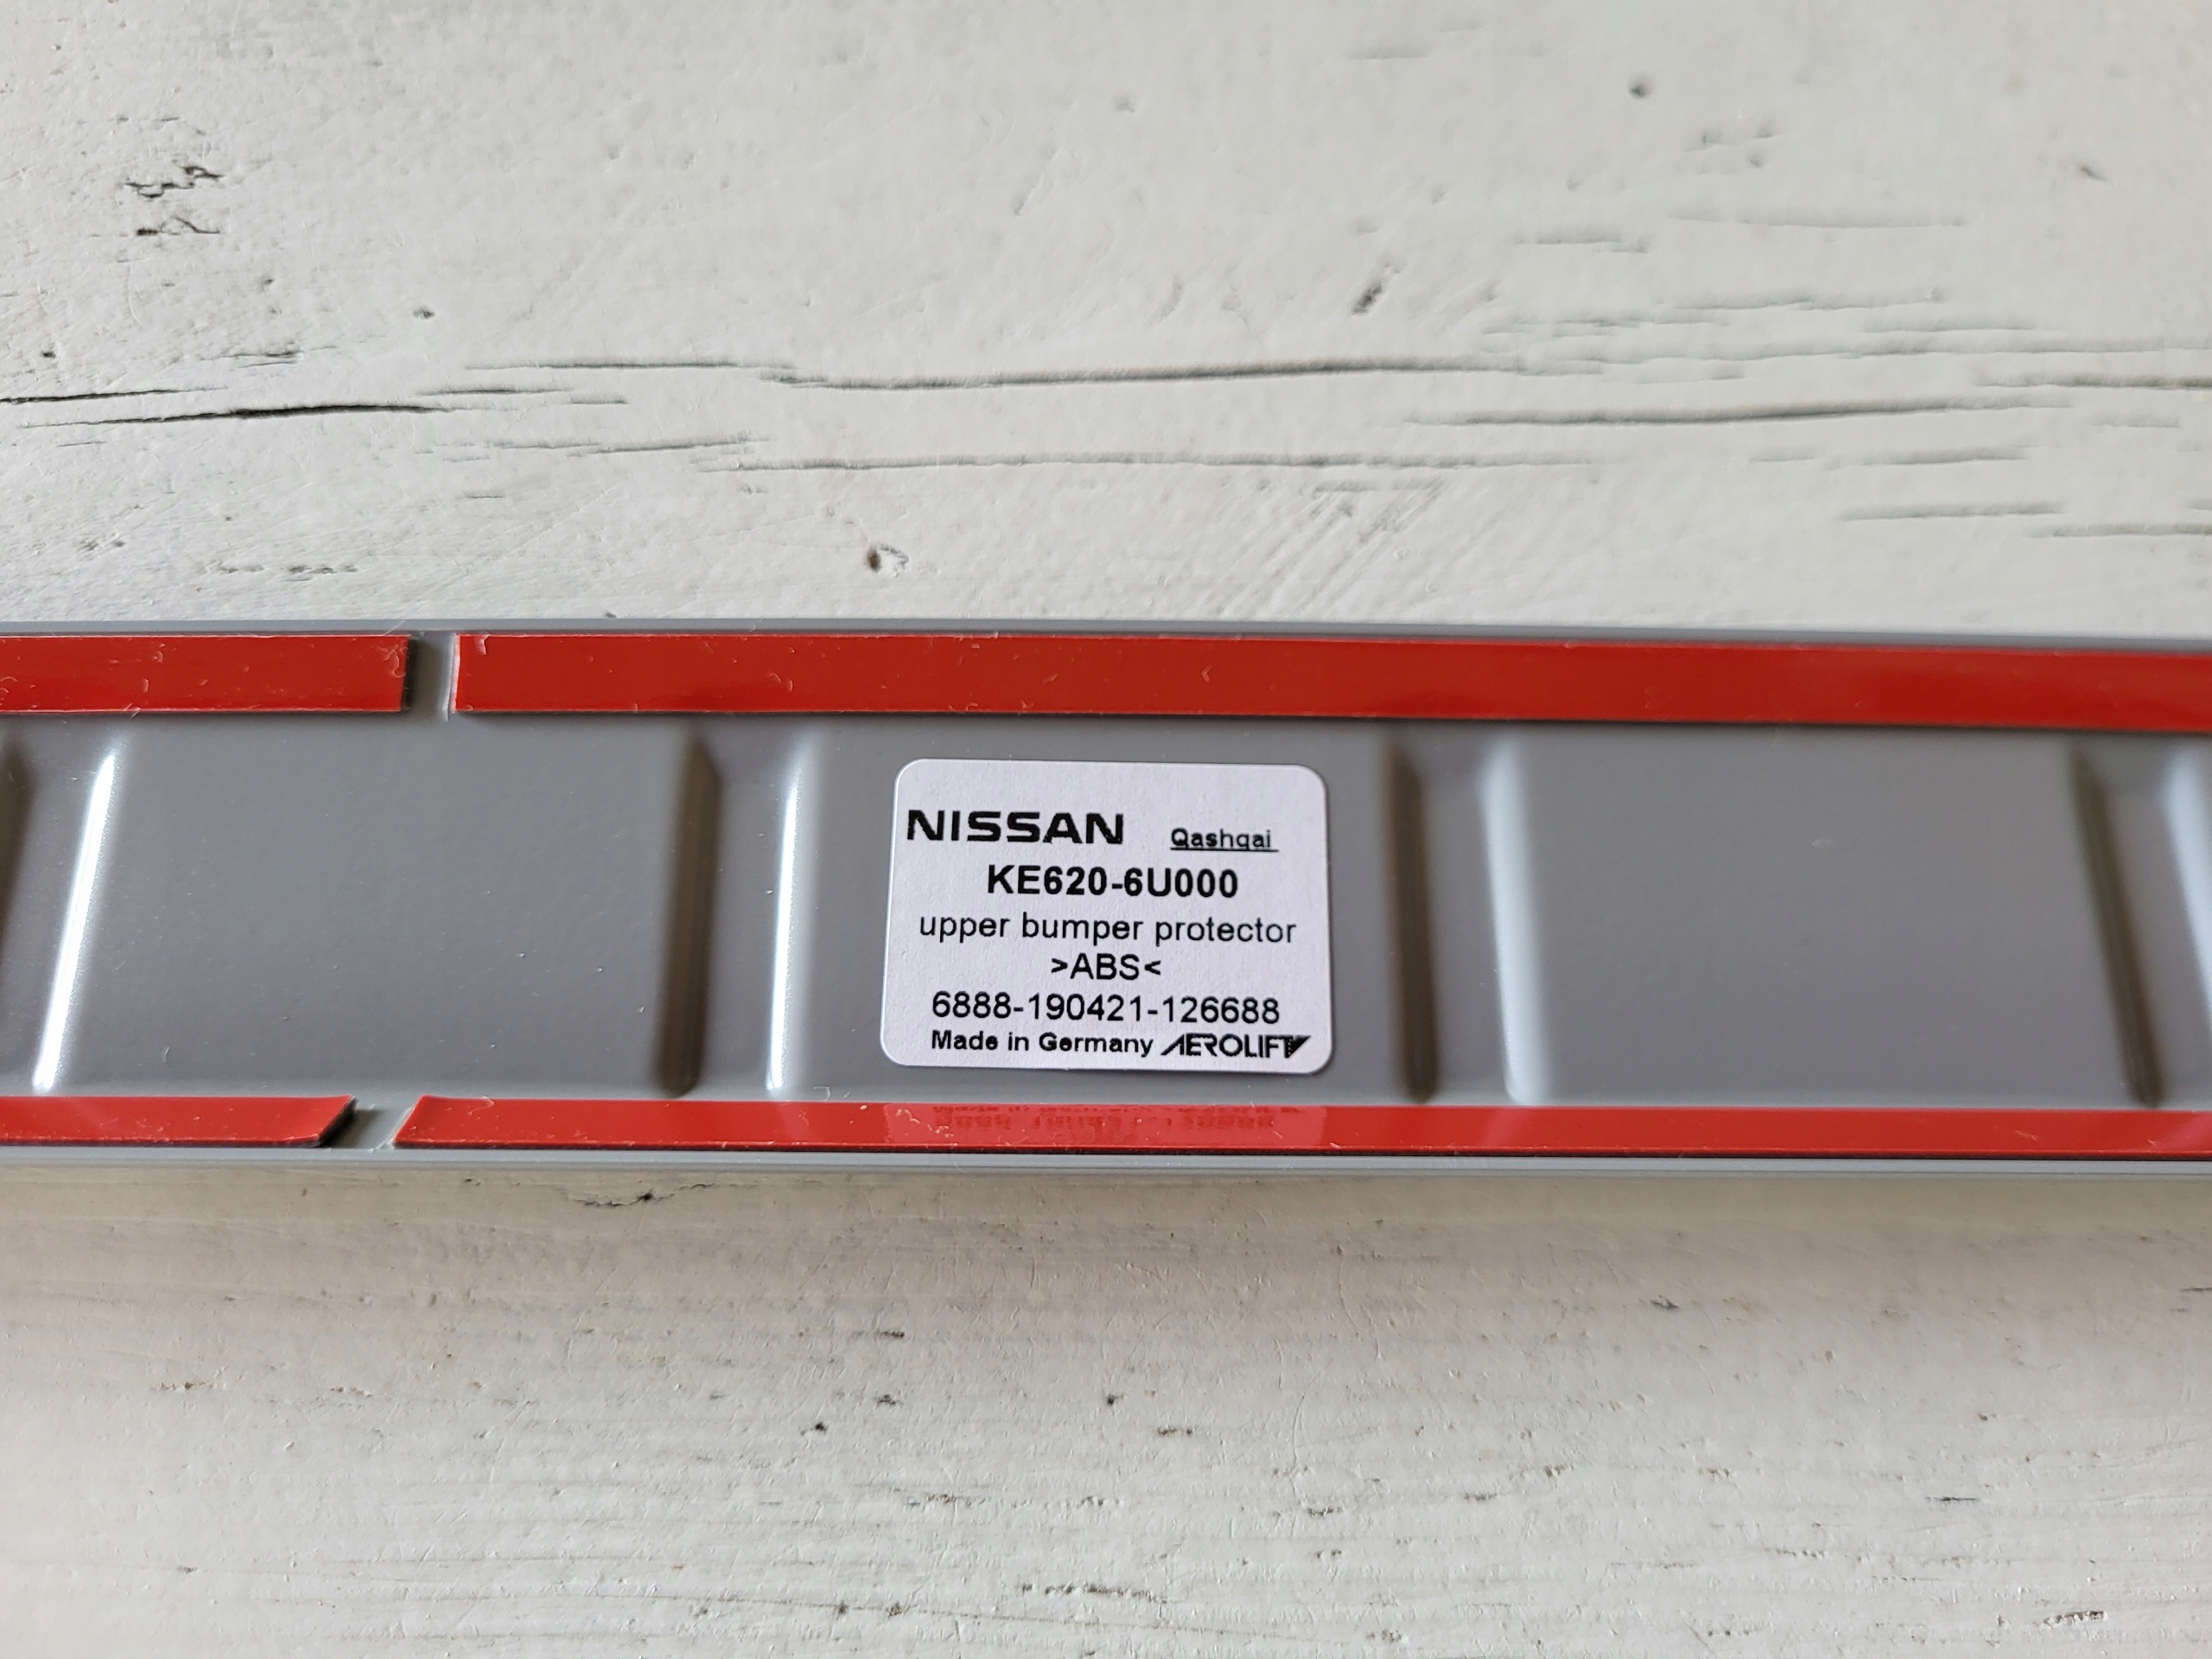 NISSAN Qashqai
KE620-6U000
upper bumper protector
>ABS<
6888-190421-126688
Made in Germany AEROLIFT